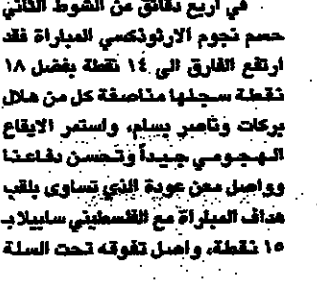 في اربع دقائق من الشوط الثاني
حسم نجوم الارثوذكسي المباراة فقد
ارتفع الفارق الى ١٤ نقطة بفضل ١٨
نقطة سجلها مناصفة كل من هلال
بركات وناصر بسام، واستمر الايقاع
الهجومي جيداً وتحسن دفاعنا
وواصل معن عودة الذي تساوى بلقب
هداف المباراة مع الفلسطيني سابيلا بـ
١٥ نقطة، واصل تفوقه تحت السلة